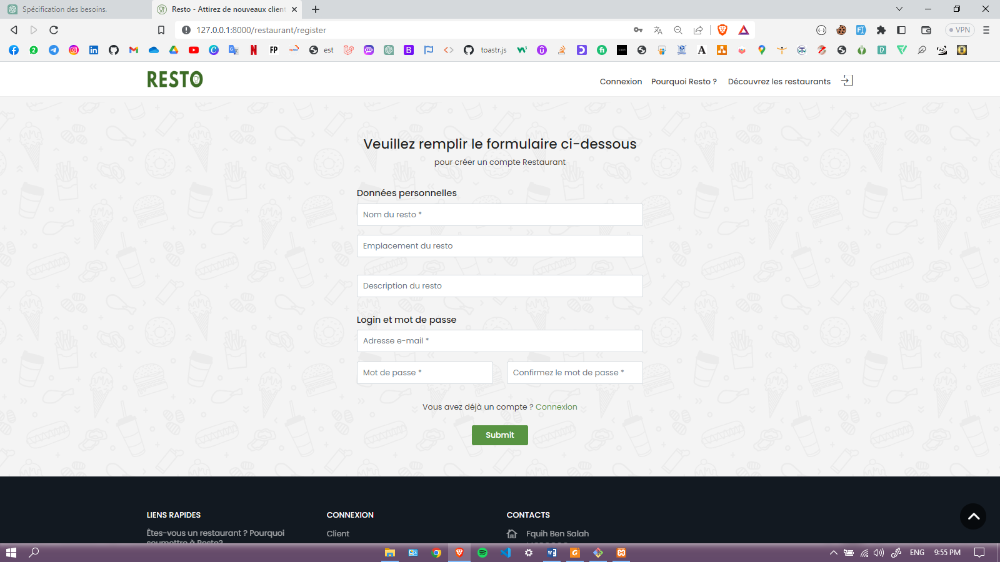 Spécification des besoins.
Resto - Attirez de nouveaux client
127.0.0.1:8000/restaurant/register
VPN
est
toastr.js
RESTO
Connexion
Pourquoi Resto ?
Découvrez les restaurants
Veuillez remplir le formulaire ci-dessous
pour créer un compte Restaurant
Données personnelles
Nom du resto *
Emplacement du resto
Description du resto
Login et mot de passe
Adresse e-mail *
Mot de passe *
Confirmez le mot de passe *
Vous avez déjà un compte ? Connexion
Submit
LIENS RAPIDES
Êtes-vous un restaurant ? Pourquoi
soumettre à Resto?
CONNEXION
Client
CONTACTS
Fquih Ben Salah
ENG
9:55 PM